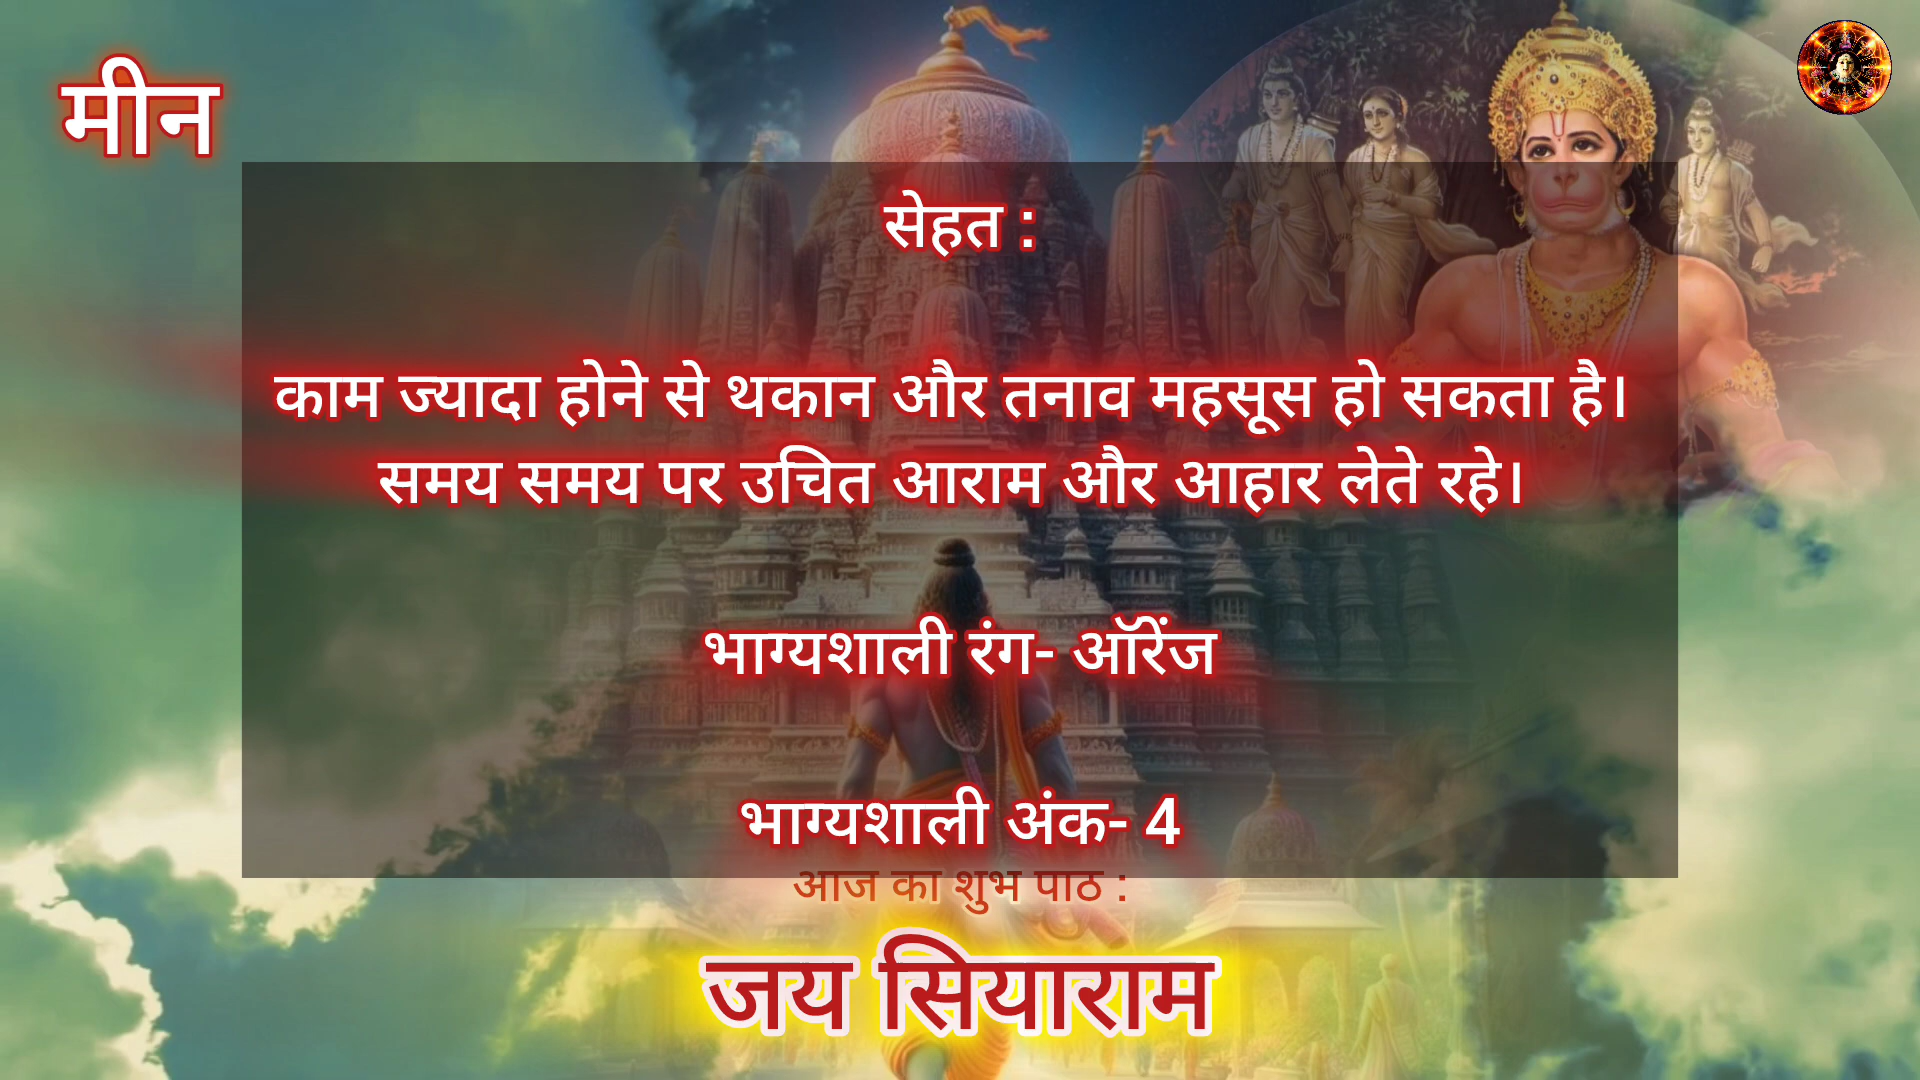 मीन
सेहत :
काम ज्यादा होने से थकान और तनाव महसूस हो सकता है।
समय समय पर उचित आराम और आहार लेते रहे।
भाग्यशाली रंग- ऑरेंज
भाग्यशाली अंक- 4
आज का शुभ पाठ :
जय सियाराम